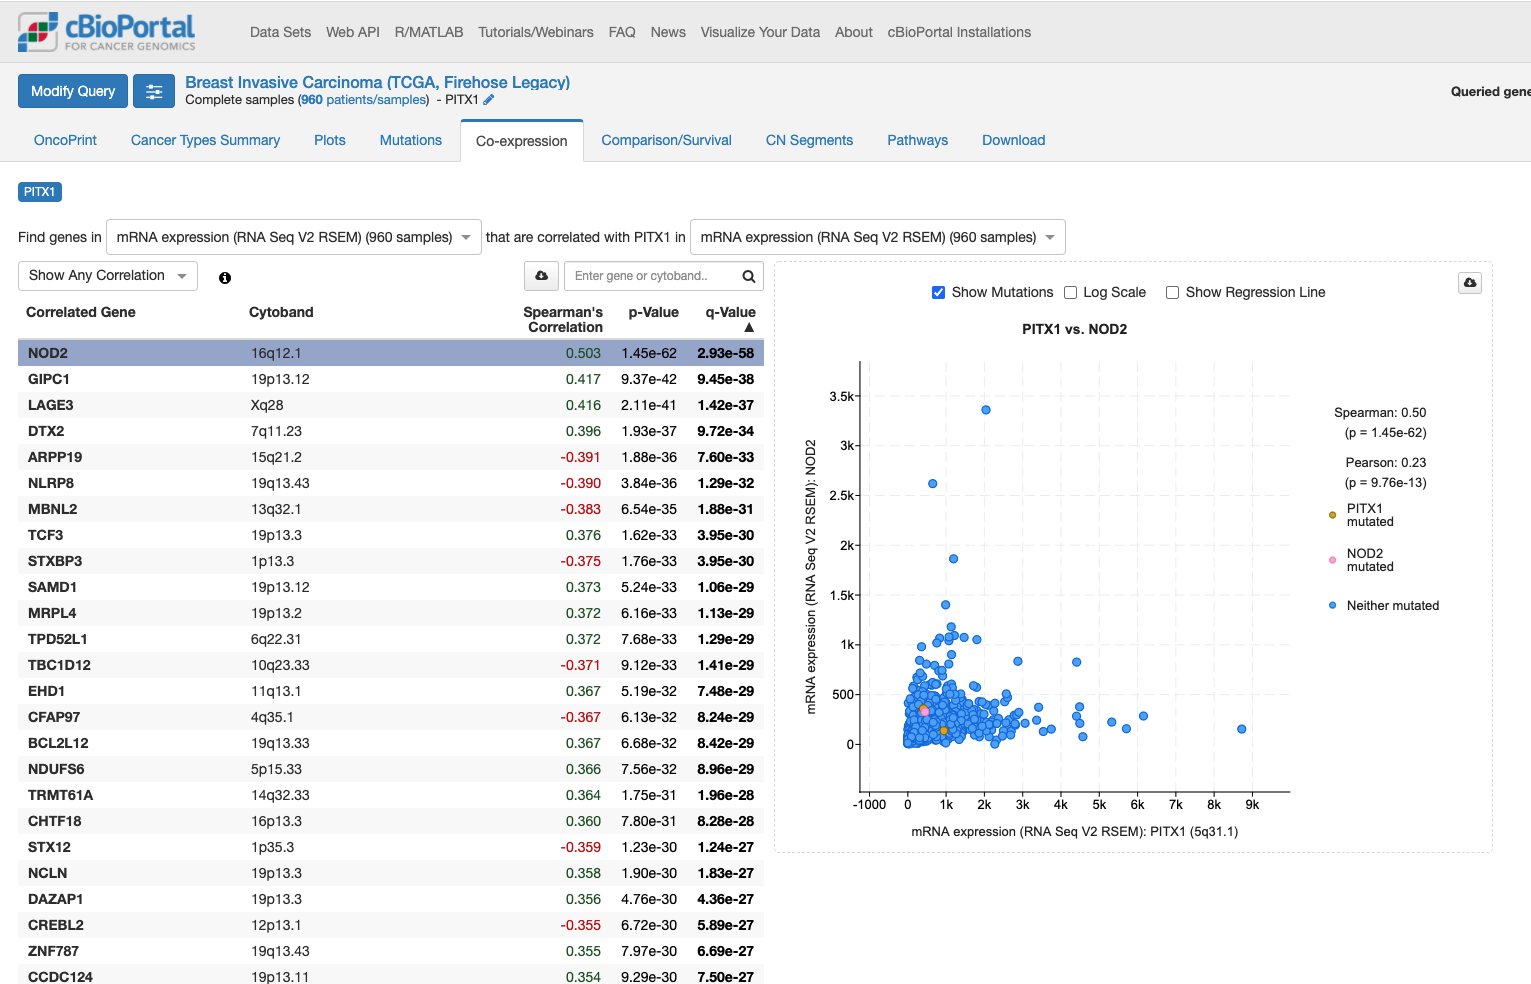 cBioPortal
FOR CANCER GENOMICS
Data Sets Web API R/MATLAB Tutorials/Webinars FAQ News Visualize Your Data About cBioPortal Installations
Modify Query
Breast Invasive Carcinoma (TCGA, Firehose Legacy)
Complete samples (960 patients/samples) - PITX1
Queried gene
OncoPrint Cancer Types Summary Plots Mutations Co-expression Comparison/Survival CN Segments Pathways Download
PITX1
Find genes in mRNA expression (RNA Seq V2 RSEM) (960 samples) that are correlated with PITX1 in mRNA expression (RNA Seq V2 RSEM) (960 samples)
Show Any Correlation
Enter gene or cytoband..
Correlated Gene Cytoband Spearman's Correlation p-Value q-Value
NOD2 16q12.1 0.503 1.45e-62 2.93e-58
GIPC1 19p13.12 0.417 9.37e-42 9.45e-38
LAGE3 Xq28 0.416 2.11e-41 1.42e-37
DTX2 7q11.23 0.396 1.93e-37 9.72e-34
ARPP19 15q21.2 -0.391 1.88e-36 7.60e-33
NLRP8 19q13.43 -0.390 3.84e-36 1.29e-32
MBNL2 13q32.1 -0.383 6.54e-35 1.88e-31
TCF3 19p13.3 0.376 1.62e-33 3.95e-30
STXBP3 1p13.3 -0.375 1.76e-33 3.95e-30
SAMD1 19p13.12 0.373 5.24e-33 1.06e-29
MRPL4 19p13.2 0.372 6.16e-33 1.13e-29
TPD52L1 6q22.31 0.372 7.68e-33 1.29e-29
TBC1D12 10q23.33 -0.371 9.12e-33 1.41e-29
EHD1 11q13.1 0.367 5.19e-32 7.48e-29
CFAP97 4q35.1 -0.367 6.13e-32 8.24e-29
BCL2L12 19q13.33 0.367 6.68e-32 8.42e-29
NDUFS6 5p15.33 0.366 7.56e-32 8.96e-29
TRMT61A 14q32.33 0.364 1.75e-31 1.96e-28
CHTF18 16p13.3 0.360 7.80e-31 8.28e-28
STX12 1p35.3 -0.359 1.23e-30 1.24e-27
NCLN 19p13.3 0.358 1.90e-30 1.83e-27
DAZAP1 19p13.3 0.356 4.76e-30 4.36e-27
CREBL2 12p13.1 -0.355 6.72e-30 5.89e-27
ZNF787 19q13.43 0.355 7.97e-30 6.69e-27
CCDC124 19p13.11 0.354 9.29e-30 7.50e-27
Show Mutations Log Scale Show Regression Line
PITX1 vs. NOD2
mRNA expression (RNA Seq V2 RSEM): NOD2
3.5k
3k
2.5k
2k
1.5k
1k
500
0
-1000 0 1k 2k 3k 4k 5k 6k 7k 8k 9k
mRNA expression (RNA Seq V2 RSEM): PITX1 (5q31.1)
Spearman: 0.50
(p = 1.45e-62)
Pearson: 0.23
(p = 9.76e-13)
PITX1
mutated
NOD2
mutated
Neither mutated